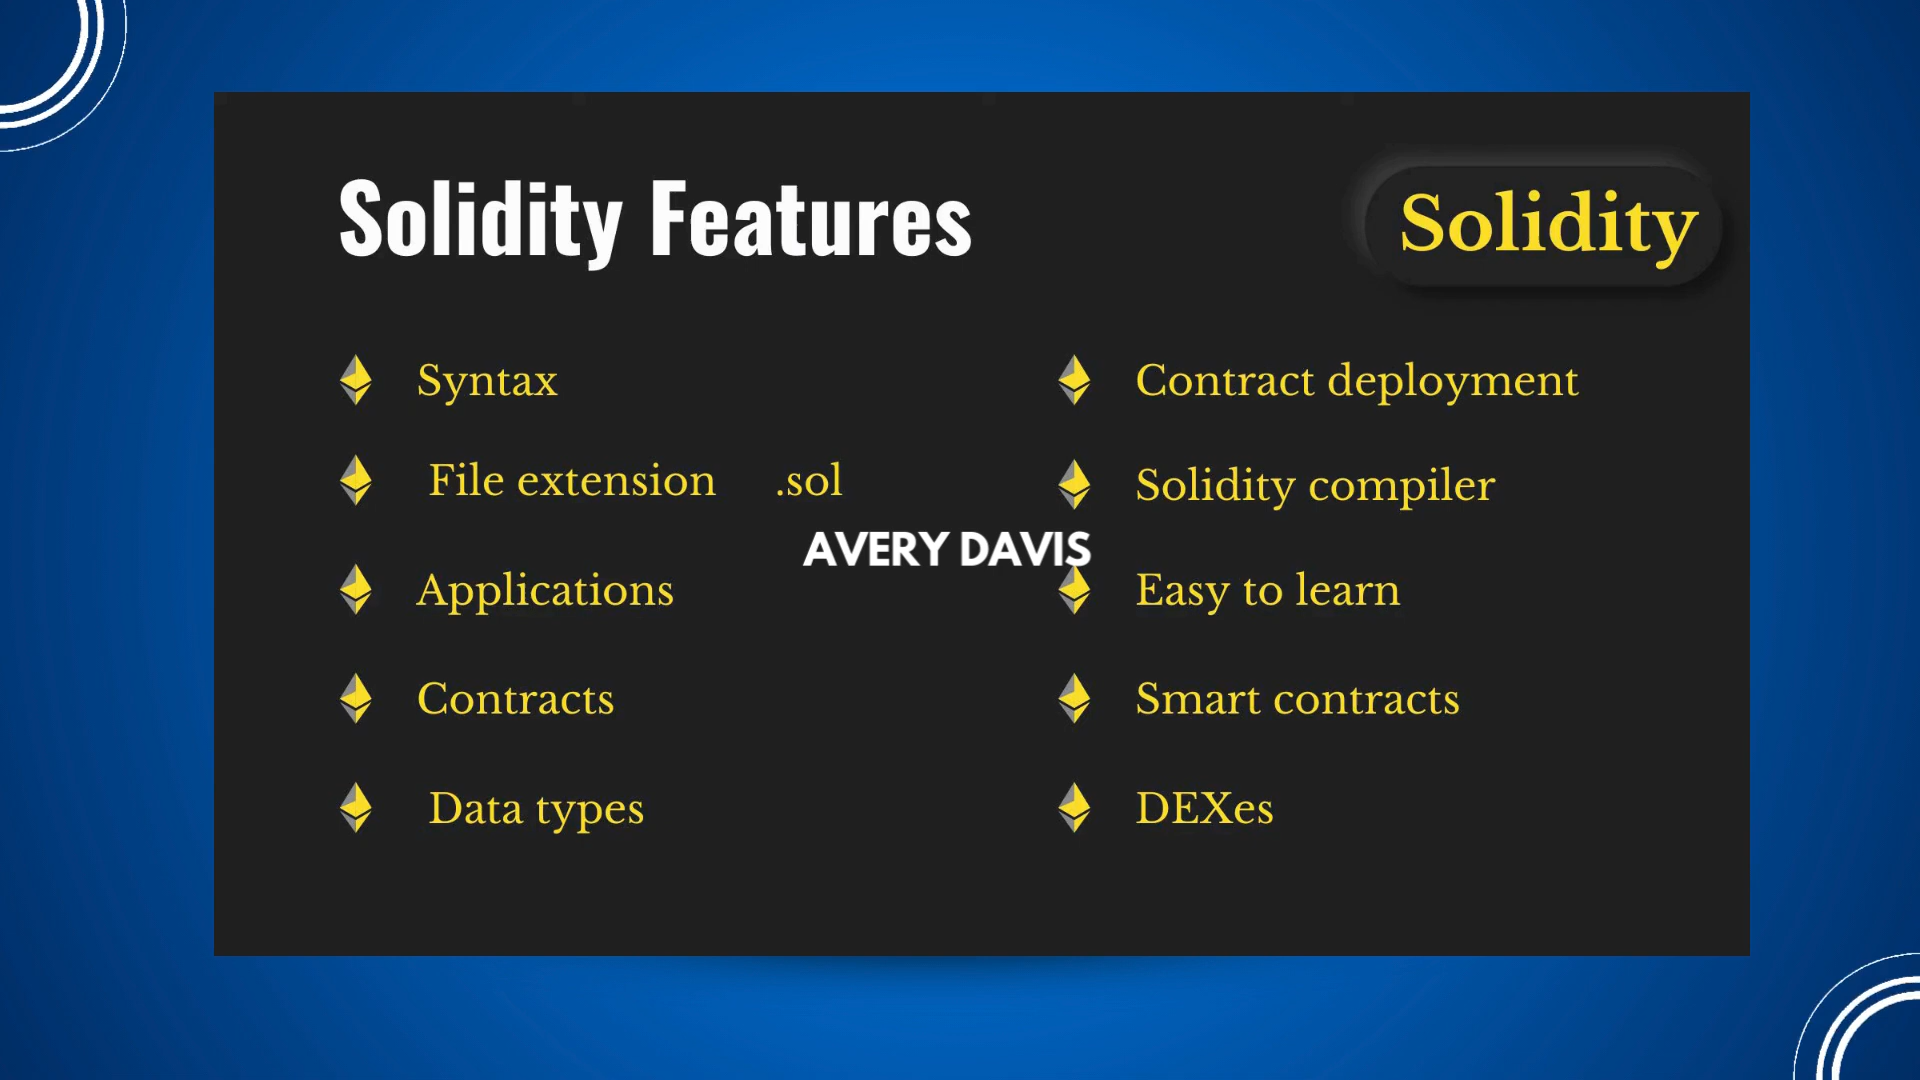 Solidity Features
Solidity
Syntax
File extension .sol
Applications
Contracts
Data types
AVERY DAVIS
Contract deployment
Solidity compiler
Easy to learn
Smart contracts
DEXes